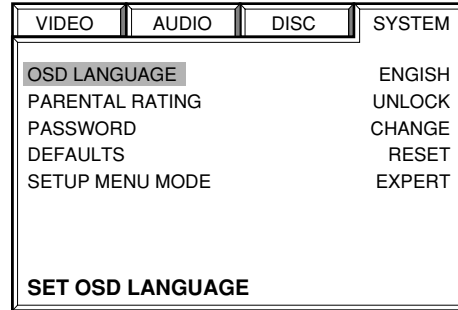 VIDEO AUDIO DISC SYSTEM
OSD LANGUAGE ENGISH
PARENTAL RATING UNLOCK
PASSWORD CHANGE
DEFAULTS RESET
SETUP MENU MODE EXPERT
SET OSD LANGUAGE